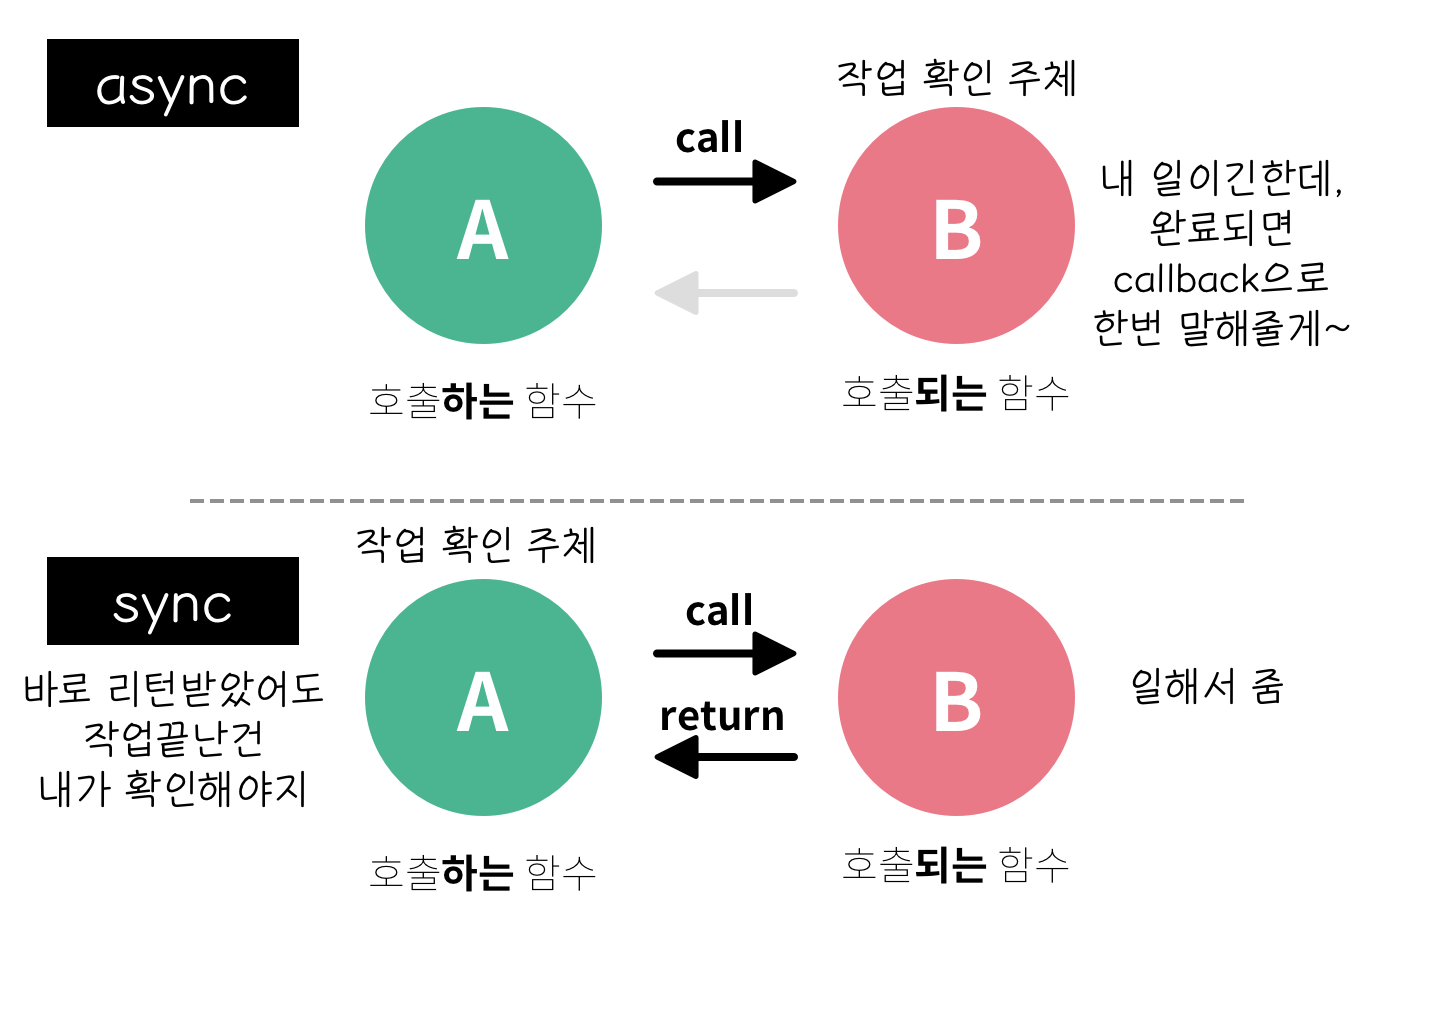 async
작업 확인 주체
call
A
B
내 일이긴한데,
완료되면
callback으로
한번 말해줄게~
호출하는 함수
호출되는 함수
작업 확인 주체
sync
바로 리턴받았어도
작업끝난건
내가 확인해야지
call
return
A
B
일해서 줌
호출하는 함수
호출되는 함수